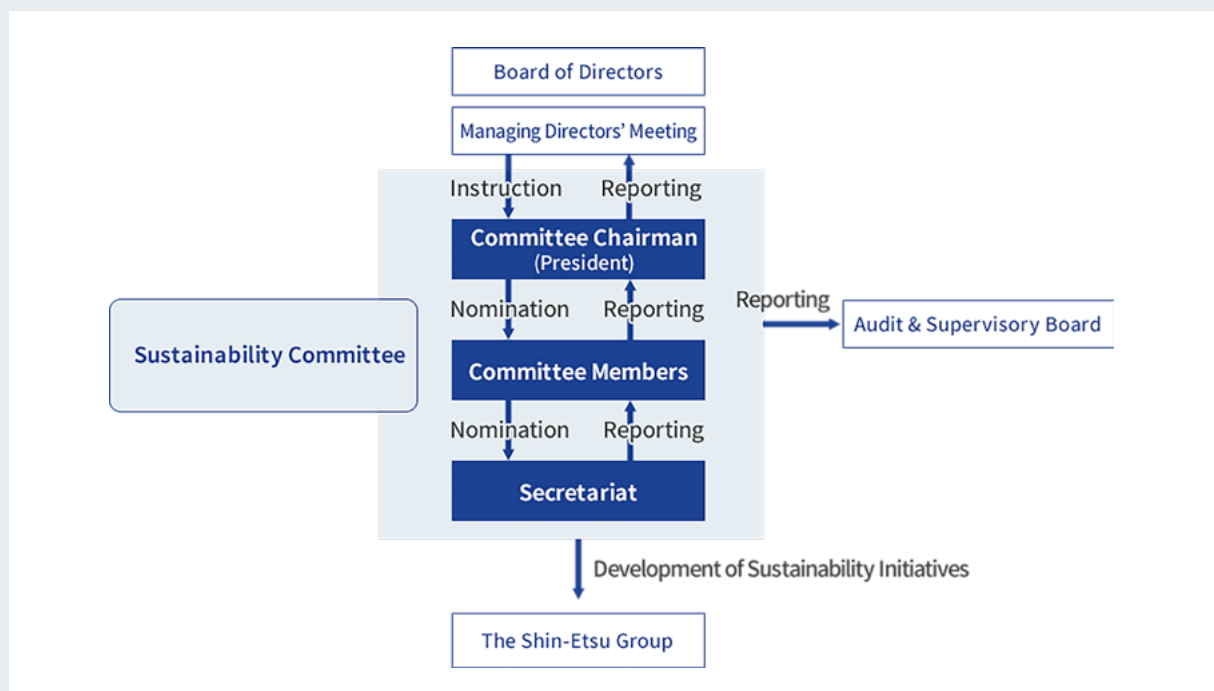 Board of Directors
Managing Directors’ Meeting
Instruction
Reporting
Committee Chairman
(President)
Nomination
Reporting
Reporting
Audit & Supervisory Board
Sustainability Committee
Committee Members
Nomination
Reporting
Secretariat
Development of Sustainability Initiatives
The Shin-Etsu Group